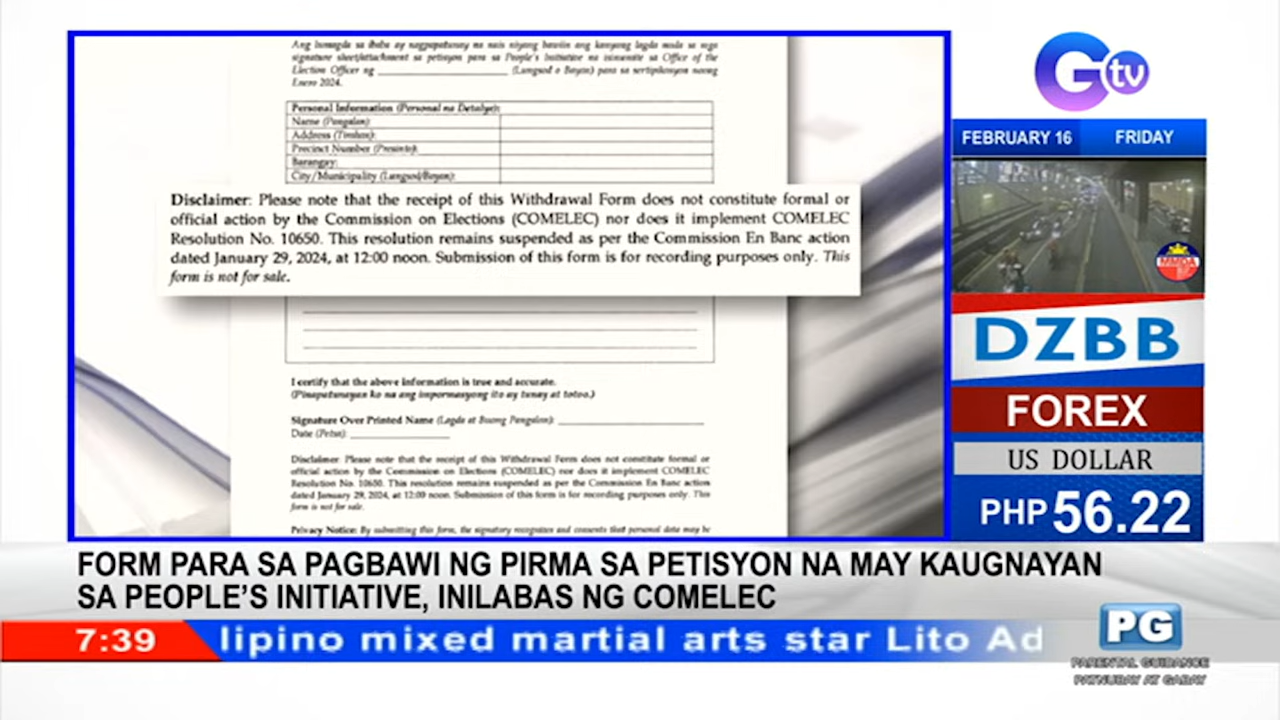 Ang lumagda sa ibaba ay nagpapatunay na nais niyang bawiin ang kanyang lagda mula sa mga
signature sheet/attachment sa petisyon para sa People's Initiative na isinumite sa Office of the
Election Officer ng (Lungsod o Bayan) para sa sertipikasyon noong
Enero 2024.
Personal Information (Personal na Detalye):
Name (Pangalan):
Address (Tirahan):
Precinct Number (Presinto):
Barangay:
City/Municipality (Lungsod/Bayan):
Disclaimer: Please note that the receipt of this Withdrawal Form does not constitute formal or
official action by the Commission on Elections (COMELEC) nor does it implement COMELEC
Resolution No. 10650. This resolution remains suspended as per the Commission En Banc action
dated January 29, 2024, at 12:00 noon. Submission of this form is for recording purposes only. This
form is not for sale.
I certify that the above information is true and accurate.
(Pinapatunayan ko na ang impormasyong ito ay tunay at totoo.)
Signature Over Printed Name (Lagda at Buong Pangalan):
Date (Petsa):
Disclaimer: Please note that the receipt of this Withdrawal Form does not constitute formal or
official action by the Commission on Elections (COMELEC) nor does it implement COMELEC
Resolution No. 10650. This resolution remains suspended as per the Commission En Banc action
dated January 29, 2024, at 12:00 noon. Submission of this form is for recording purposes only. This
form is not for sale.
Privacy Notice: By submitting this form, the signatory recognizes and consents that personal data may be
Gtv
FEBRUARY 16 FRIDAY
MMDA
DZBB
FOREX
US DOLLAR
PHP 56.22
FORM PARA SA PAGBAWI NG PIRMA SA PETISYON NA MAY KAUGNAYAN
SA PEOPLE'S INITIATIVE, INILABAS NG COMELEC
7:39 lipino mixed martial arts star Lito Ad
PG
PARENTAL GUIDANCE
PATNUBAY AT GABAY